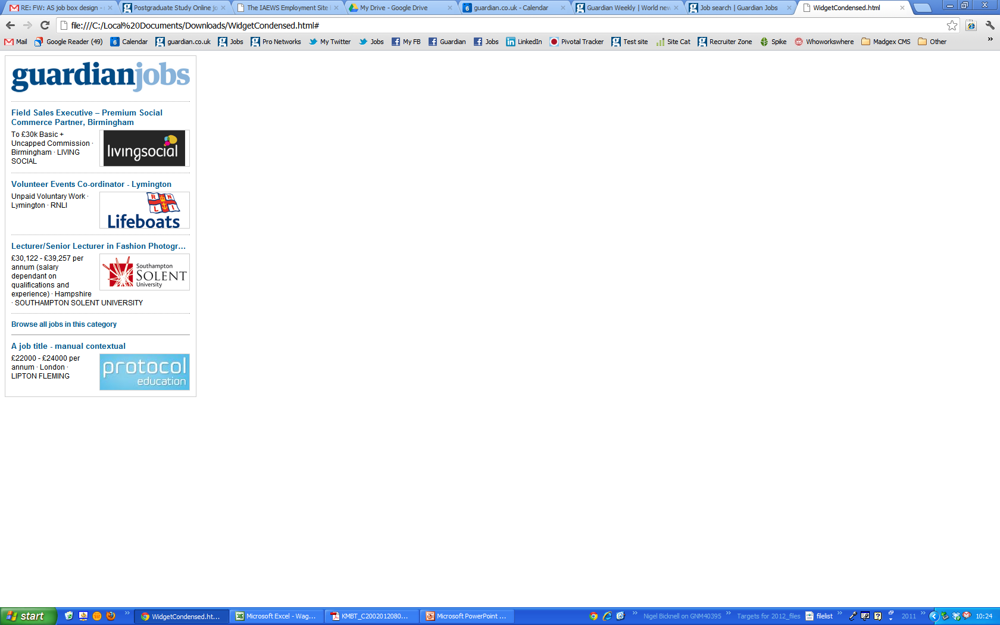 RE: FW: AS job box design -
Postgraduate Study Online jo
The IAEWS Employment Site
My Drive - Google Drive
guardian.co.uk - Calendar
Guardian Weekly | World new
Job search | Guardian Jobs
WidgetCondensed.html
file:///C:/Local%20Documents/Downloads/WidgetCondensed.html#
Mail
Google Reader (49)
6 Calendar
guardian.co.uk
Jobs
Pro Networks
My Twitter
Jobs
My FB
Guardian
Jobs
LinkedIn
Pivotal Tracker
Test site
Site Cat
Recruiter Zone
Spike
Whoworkswhere
Madgex CMS
Other
»
guardianjobs
Field Sales Executive – Premium Social
Commerce Partner, Birmingham
To £30k Basic +
Uncapped Commission ·
Birmingham · LIVING
SOCIAL
livingsocial
Volunteer Events Co-ordinator - Lymington
Unpaid Voluntary Work ·
Lymington · RNLI
R N
L I
Lifeboats
Lecturer/Senior Lecturer in Fashion Photogr...
£30,122 - £39,257 per
annum (salary
dependant on
qualifications and
experience) · Hampshire
· SOUTHAMPTON SOLENT UNIVERSITY
Southampton
SOLENT
University
Browse all jobs in this category
A job title - manual contextual
£22000 - £24000 per
annum · London ·
LIPTON FLEMING
protocol
education
start
WidgetCondensed.ht...
Microsoft Excel - Wag...
KMBT_C2002012080...
Microsoft PowerPoint ...
Nigel Bicknell on GNM40395
Targets for 2012_files
filelist
2011
10:24